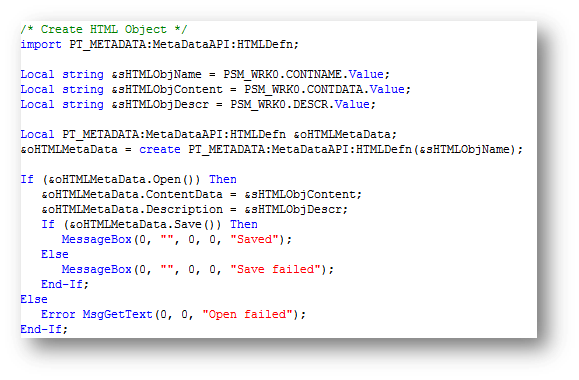 /* Create HTML Object */
import PT_METADATA:MetaDataAPI:HTMLDefn;
Local string &sHTMLObjName = PSM_WRK0.CONTNAME.Value;
Local string &sHTMLObjContent = PSM_WRK0.CONTDATA.Value;
Local string &sHTMLObjDescr = PSM_WRK0.DESCR.Value;
Local PT_METADATA:MetaDataAPI:HTMLDefn &oHTMLMetaData;
&oHTMLMetaData = create PT_METADATA:MetaDataAPI:HTMLDefn(&sHTMLObjName);
If (&oHTMLMetaData.Open()) Then
   &oHTMLMetaData.ContentData = &sHTMLObjContent;
   &oHTMLMetaData.Description = &sHTMLObjDescr;
   If (&oHTMLMetaData.Save()) Then
      MessageBox(0, "", 0, 0, "Saved");
   Else
      MessageBox(0, "", 0, 0, "Save failed");
   End-If;
Else
   Error MsgGetText(0, 0, "Open failed");
End-If;